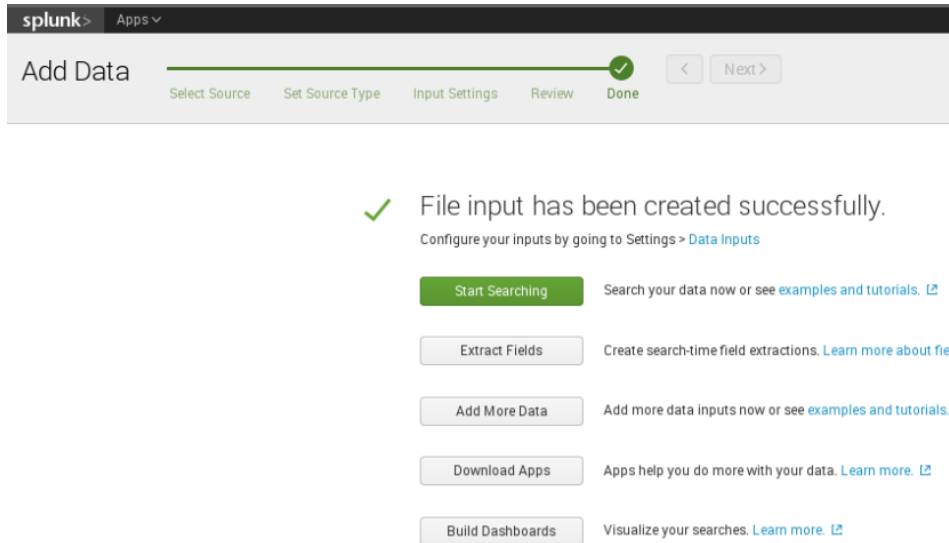 splunk> Apps
Add Data
Select Source Set Source Type Input Settings Review Done
< Next >
File input has been created successfully.
Configure your inputs by going to Settings > Data Inputs
Start Searching Search your data now or see examples and tutorials.
Extract Fields Create search-time field extractions. Learn more about
Add More Data Add more data inputs now or see examples and tutorials.
Download Apps Apps help you do more with your data. Learn more.
Build Dashboards Visualize your searches. Learn more.